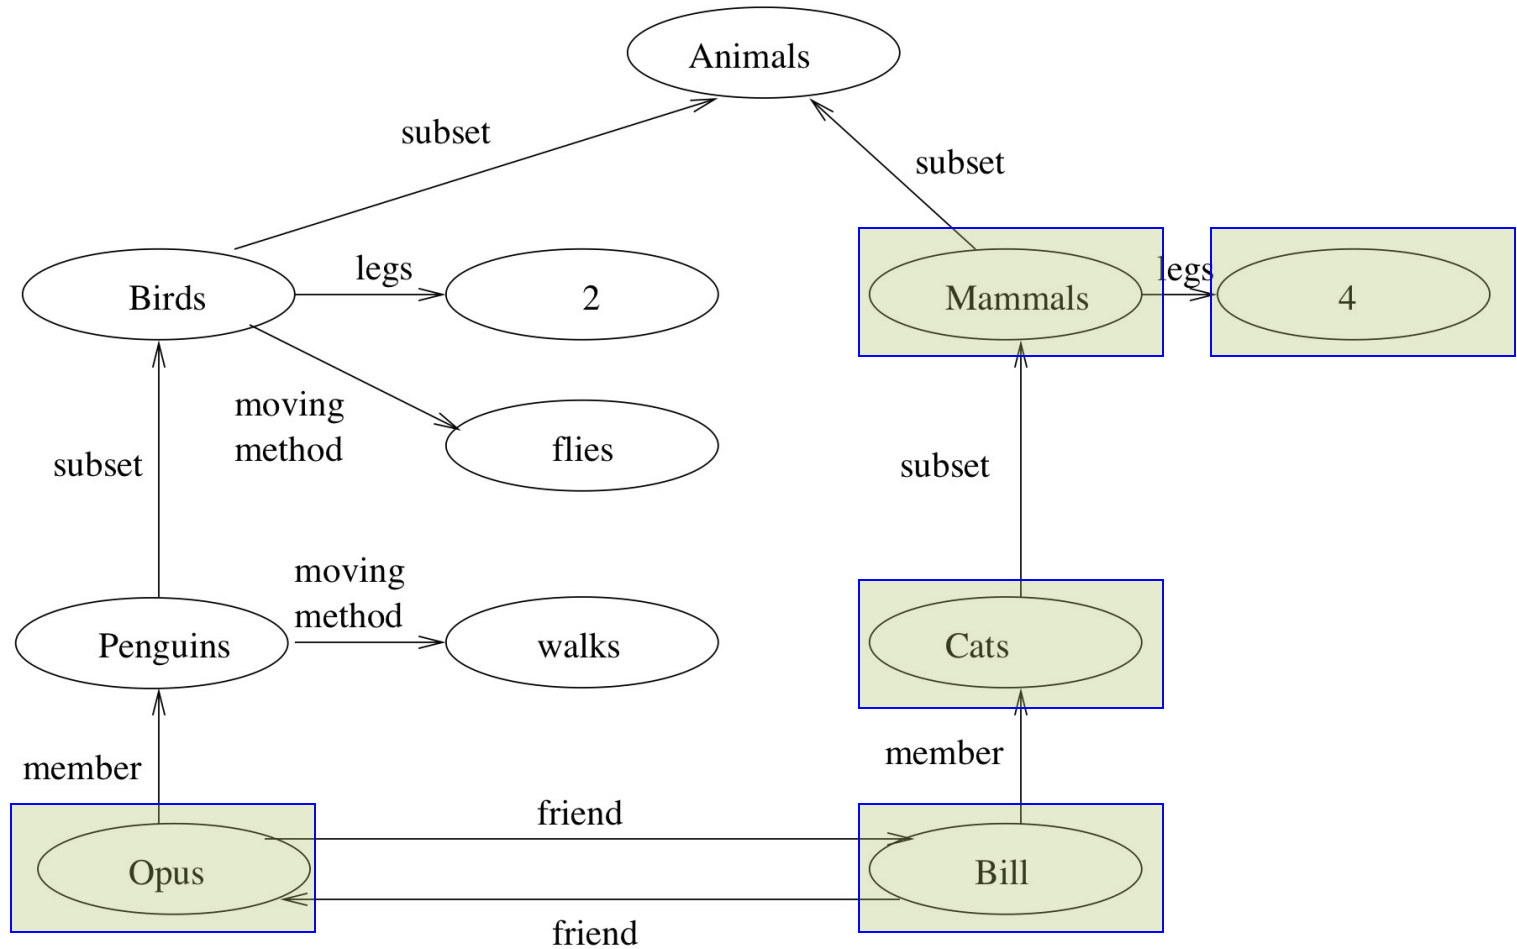 Animals
subset
subset
Birds
legs
2
Mammals
legs
4
moving
method
flies
subset
subset
moving
method
Penguins
walks
Cats
member
member
friend
Opus
Bill
friend